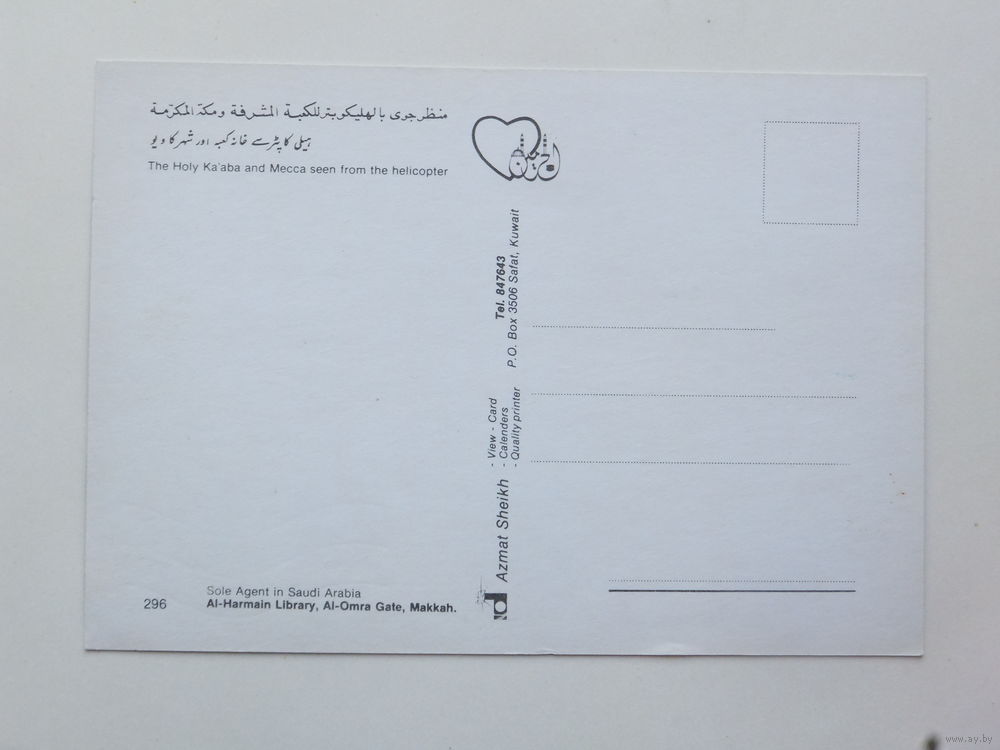 منظر جوى بالهليكوبتر للكعبة المشرفة ومكة المكرمة
ہیلی کاپٹر سے خانہ کعبہ اور شہر کا ویو
The Holy Ka'aba and Mecca seen from the helicopter
الحرمين
Tel. 847643
P.O. Box 3506 Safat, Kuwait
- View - Card
- Calenders
- Quality printer
Azmat Sheikh
296
Sole Agent in Saudi Arabia
Al-Harmain Library, Al-Omra Gate, Makkah.
www.ay.by